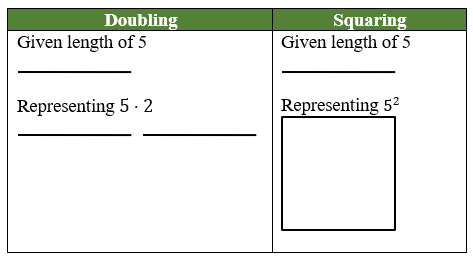 Doubling
Squaring
Given length of 5
Given length of 5
Representing 5 · 2
Representing 5²